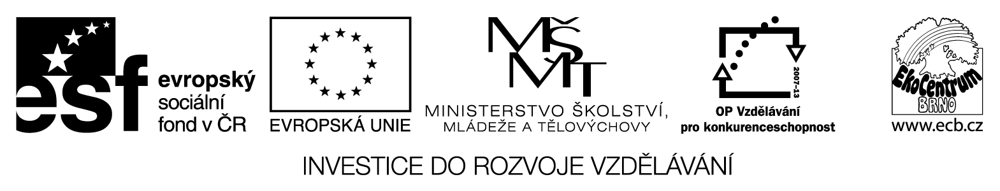 esf
evropský
sociální
fond v ČR
EVROPSKÁ UNIE
MŠMT
MINISTERSTVO ŠKOLSTVÍ,
MLÁDEŽE A TĚLOVÝCHOVY
2007-13
OP Vzdělávání
pro konkurenceschopnost
EkoCentrum
BRNO
www.ecb.cz
INVESTICE DO ROZVOJE VZDĚLÁVÁNÍ